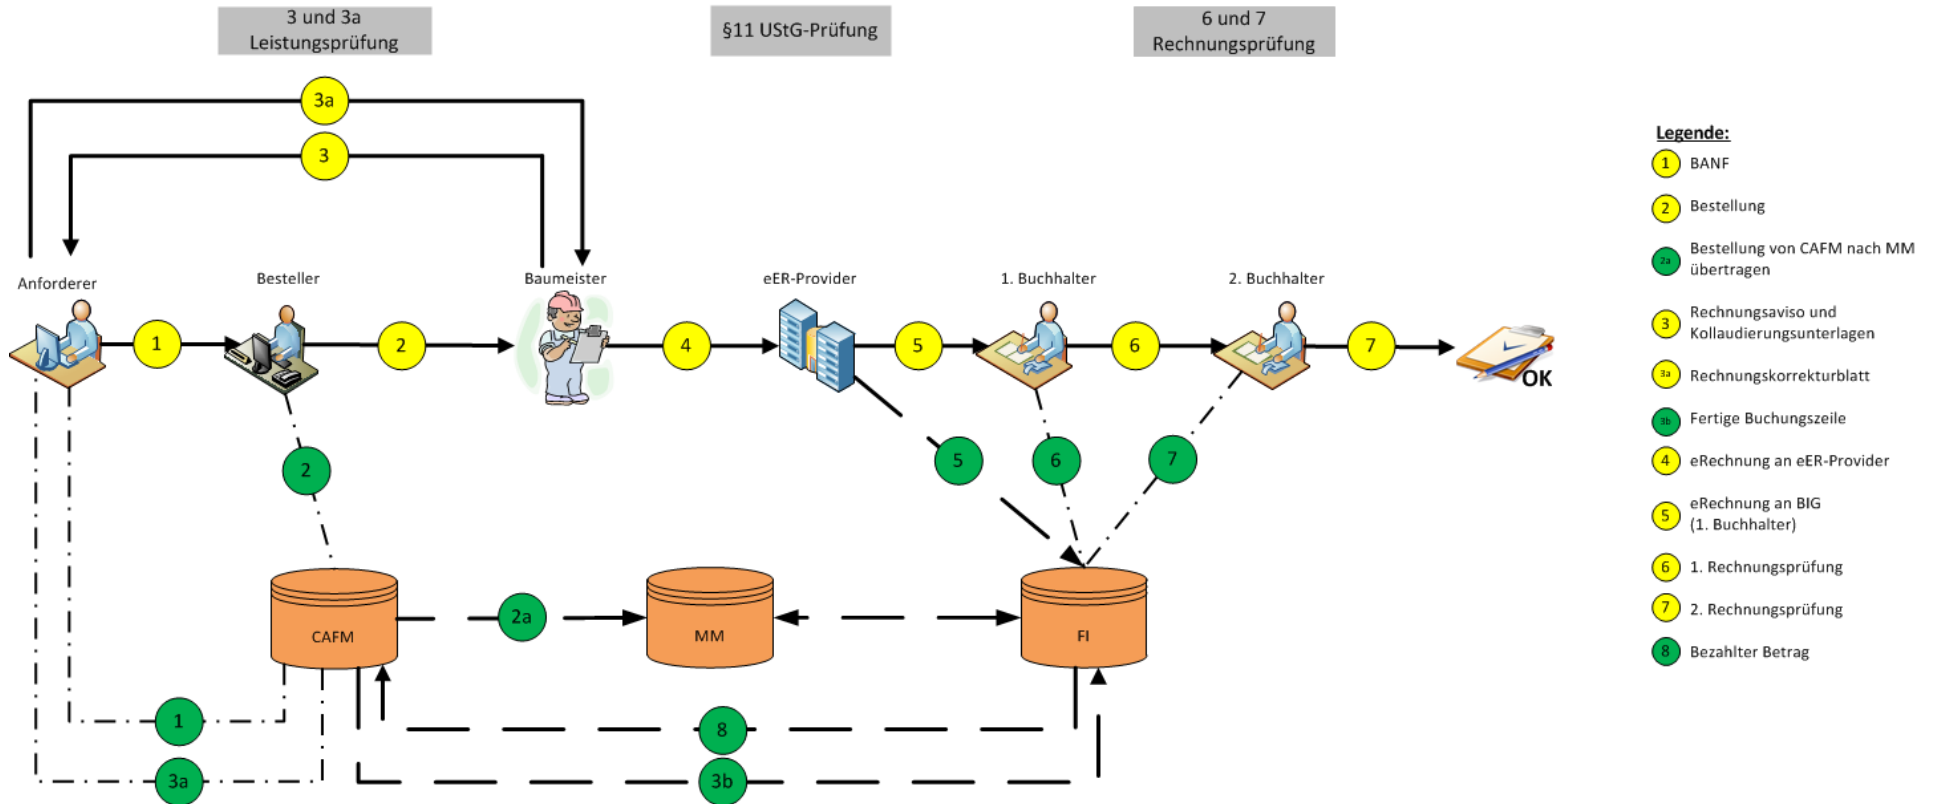 3 und 3a
Leistungsprüfung
§11 UStG-Prüfung
6 und 7
Rechnungsprüfung
3a
3
Anforderer
Besteller
Baumeister
eER-Provider
1. Buchhalter
2. Buchhalter
1
2
4
5
6
7
OK
2
5
6
7
CAFM
2a
MM
FI
1
8
3a
3b
Legende:
1 BANF
2 Bestellung
2a Bestellung von CAFM nach MM
übertragen
3 Rechnungsaviso und
Kollaudierungsunterlagen
3a Rechnungskorrekturblatt
3b Fertige Buchungszeile
4 eRechnung an eER-Provider
5 eRechnung an BIG
(1. Buchhalter)
6 1. Rechnungsprüfung
7 2. Rechnungsprüfung
8 Bezahlter Betrag